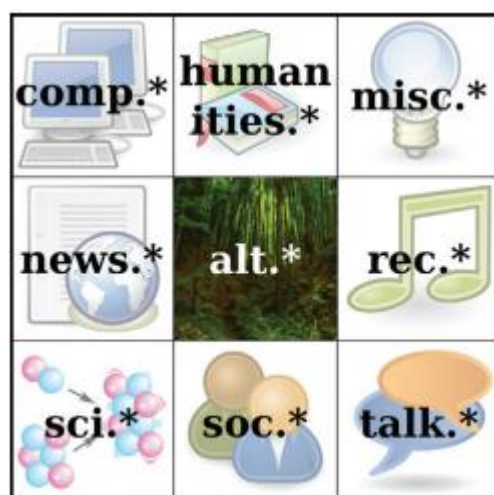 comp.*
human
ities.*
misc.*
news.*
alt.*
rec.*
sci.*
soc.*
talk.*